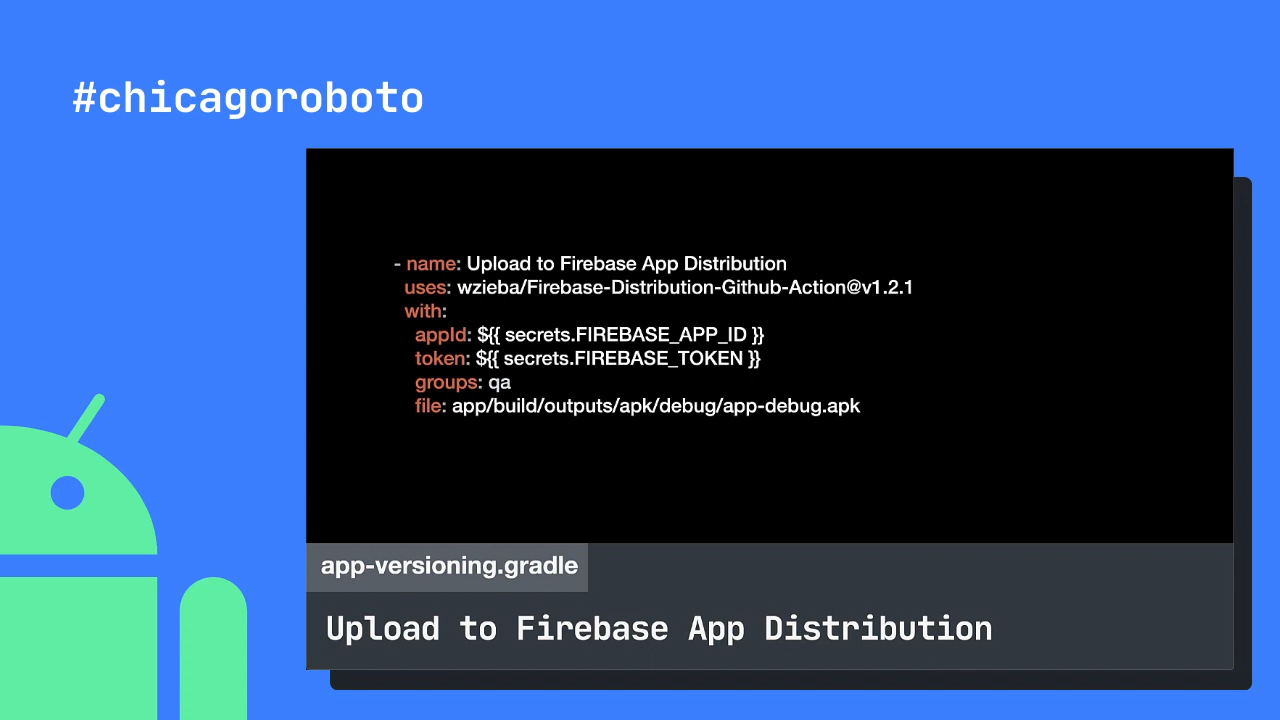 #chicagoroboto
- name: Upload to Firebase App Distribution
uses: wzieba/Firebase-Distribution-Github-Action@v1.2.1
with:
appId: ${{ secrets.FIREBASE_APP_ID }}
token: ${{ secrets.FIREBASE_TOKEN }}
groups: qa
file: app/build/outputs/apk/debug/app-debug.apk
app-versioning.gradle
Upload to Firebase App Distribution